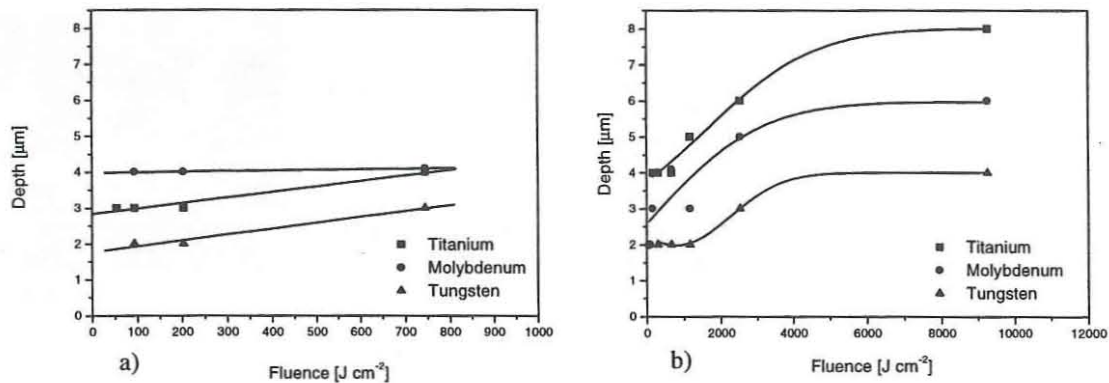 8
7
6
5
4
3
2
1
0
Depth [µm]
0 100 200 300 400 500 600 700 800 900 1000
Fluence [J cm-2]
Titanium
Molybdenum
Tungsten
a)
8
7
6
5
4
3
2
1
0
Depth [µm]
0 2000 4000 6000 8000 10000 12000
Fluence [J cm-2]
Titanium
Molybdenum
Tungsten
b)